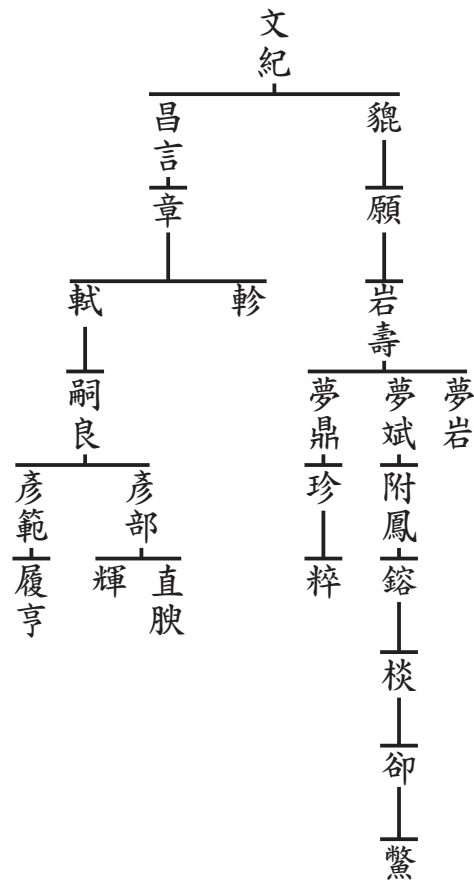 文紀
昌言
貔
章
願
軾
軫
岩壽
嗣良
夢鼎
夢斌
夢岩
彥範
彥部
珍
附鳳
履亨
輝
直腴
粹
鎔
棪
卻
鷩